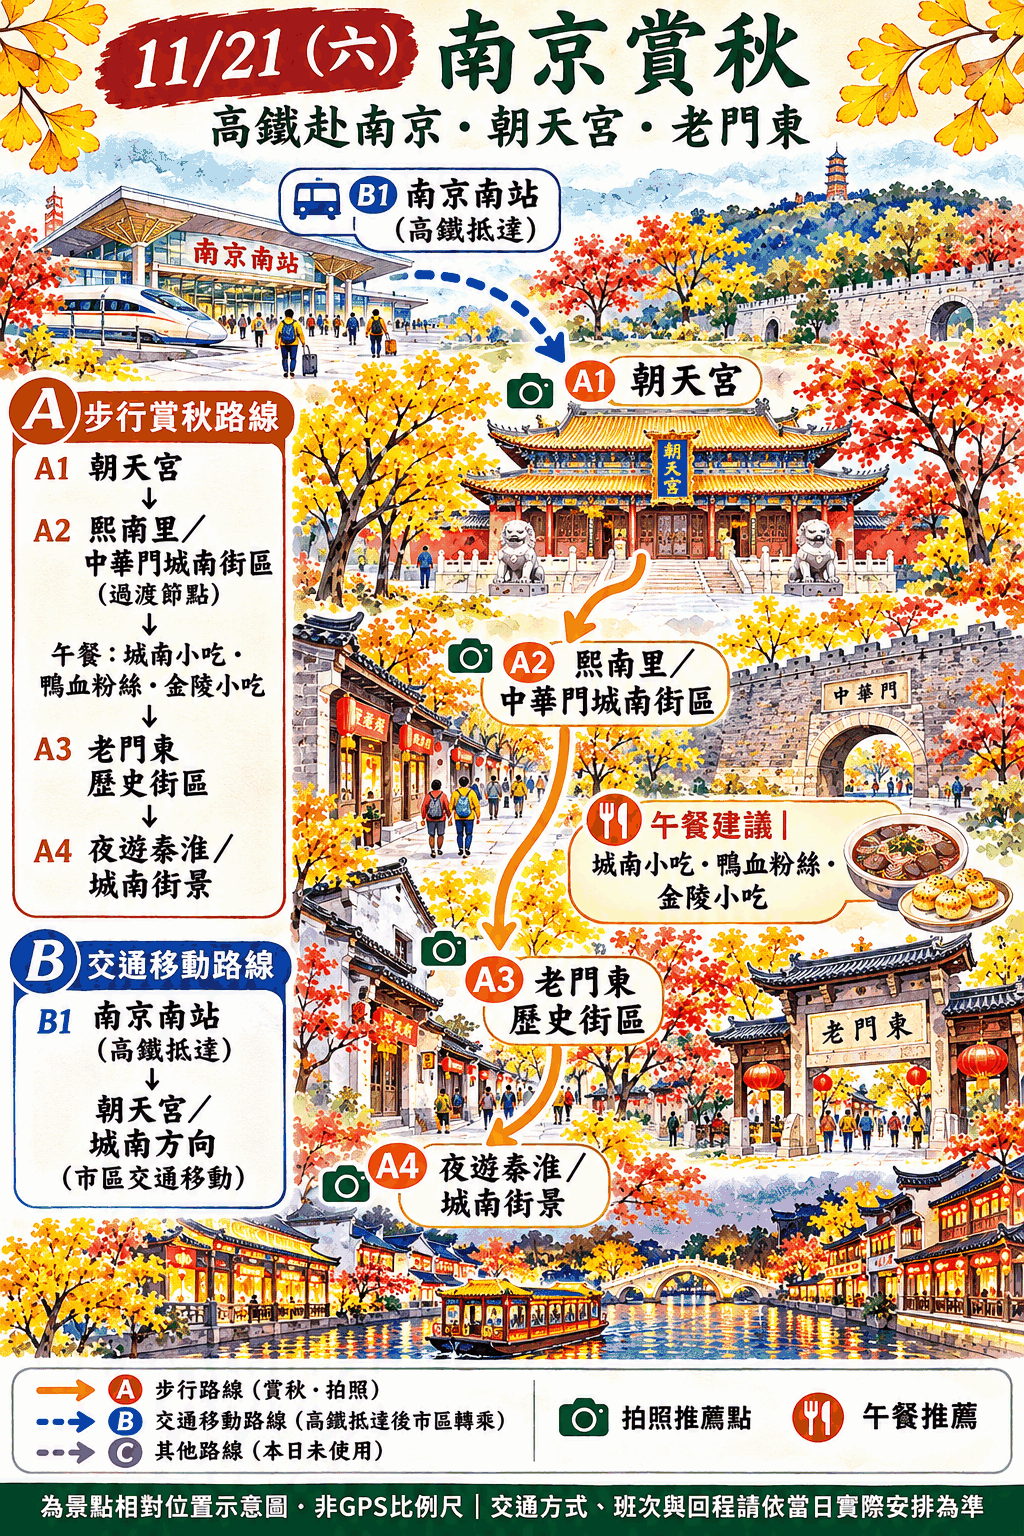 11/21（六）南京賞秋
高鐵赴南京・朝天宮・老門東
B1 南京南站
（高鐵抵達）
南京南站
A1 朝天宮
朝天宮
A 步行賞秋路線
A1 朝天宮
↓
A2 熙南里／
中華門城南街區
（過渡節點）
↓
午餐：城南小吃・
鴨血粉絲・金陵小吃
↓
A3 老門東
歷史街區
↓
A4 夜遊秦淮／
城南街景
A2 熙南里／
中華門城南街區
中華門
午餐建議｜
城南小吃・鴨血粉絲・
金陵小吃
B 交通移動路線
B1 南京南站
（高鐵抵達）
↓
朝天宮／
城南方向
（市區交通移動）
A3 老門東
歷史街區
老門東
A4 夜遊秦淮／
城南街景
A 步行路線（賞秋・拍照）
B 交通移動路線（高鐵抵達後市區轉乘）
C 其他路線（本日未使用）
拍照推薦點
午餐推薦
為景點相對位置示意圖・非GPS比例尺｜交通方式、班次與回程請依當日實際安排為準